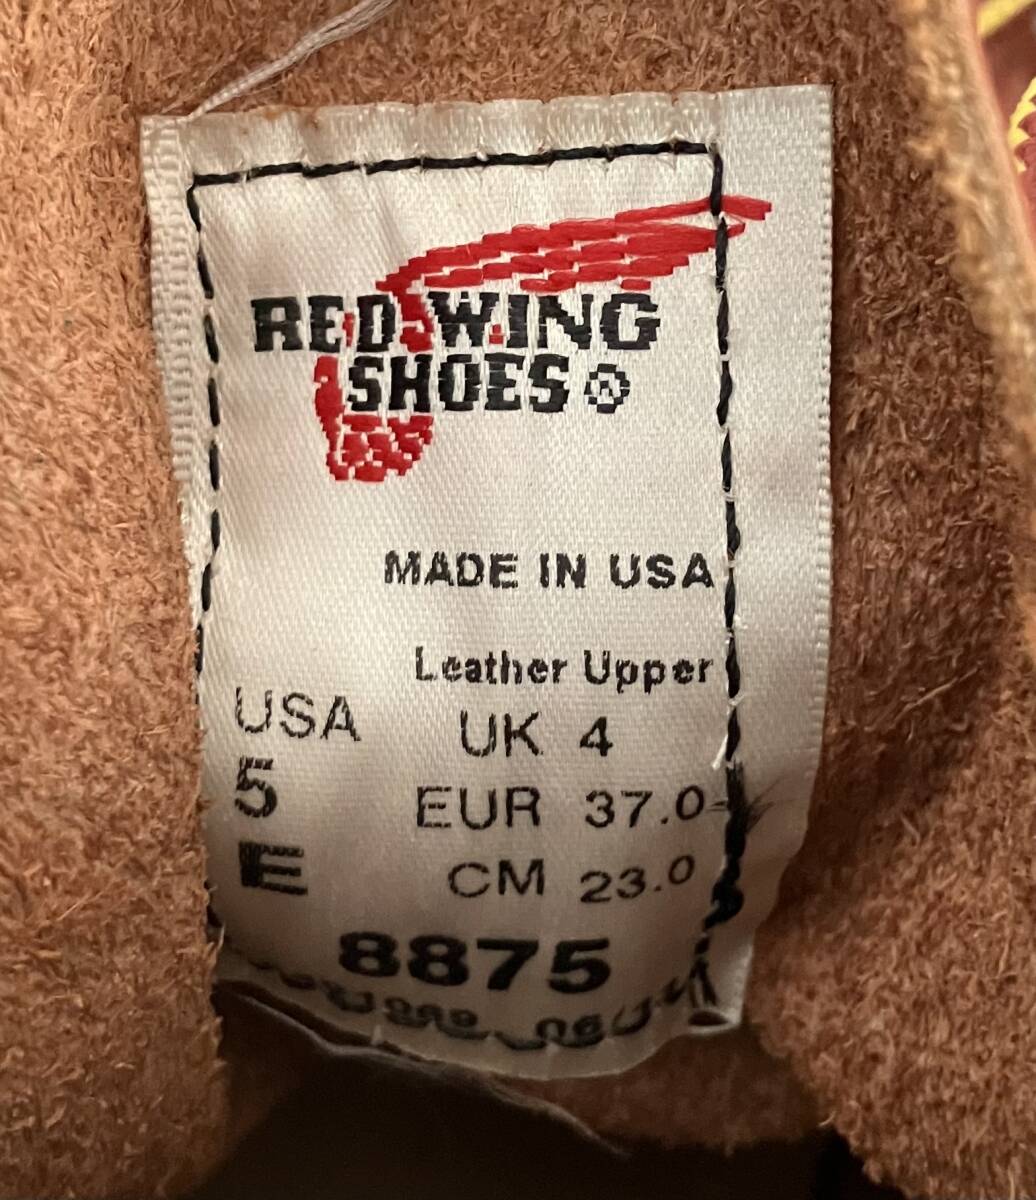 RED WING
SHOES ®
MADE IN USA
Leather Upper
USA
5
E
UK 4
EUR 37.0
CM 23.0
8875